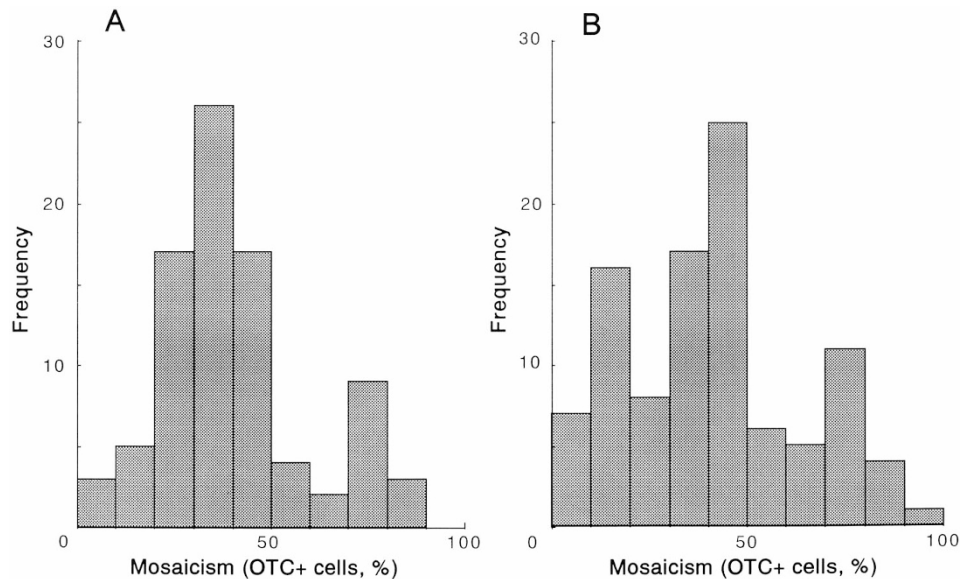 A
30
20
10
0
50
100
Frequency
Mosaicism (OTC+ cells, %)
B
30
20
10
0
50
100
Frequency
Mosaicism (OTC+ cells, %)